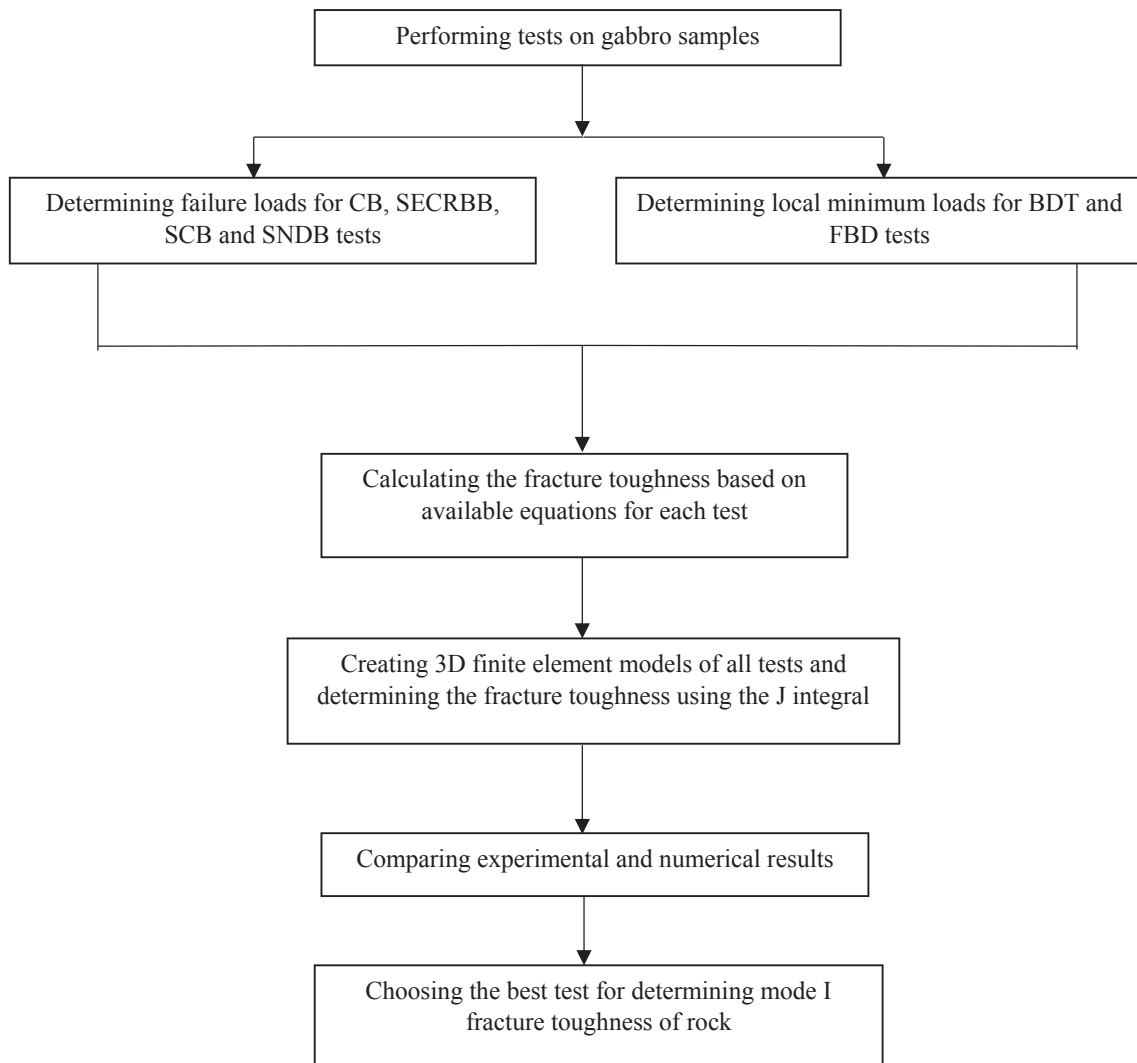 Performing tests on gabbro samples
Determining failure loads for CB, SECRBB,
SCB and SNDB tests
Determining local minimum loads for BDT and
FBD tests
Calculating the fracture toughness based on
available equations for each test
Creating 3D finite element models of all tests and
determining the fracture toughness using the J integral
Comparing experimental and numerical results
Choosing the best test for determining mode I
fracture toughness of rock